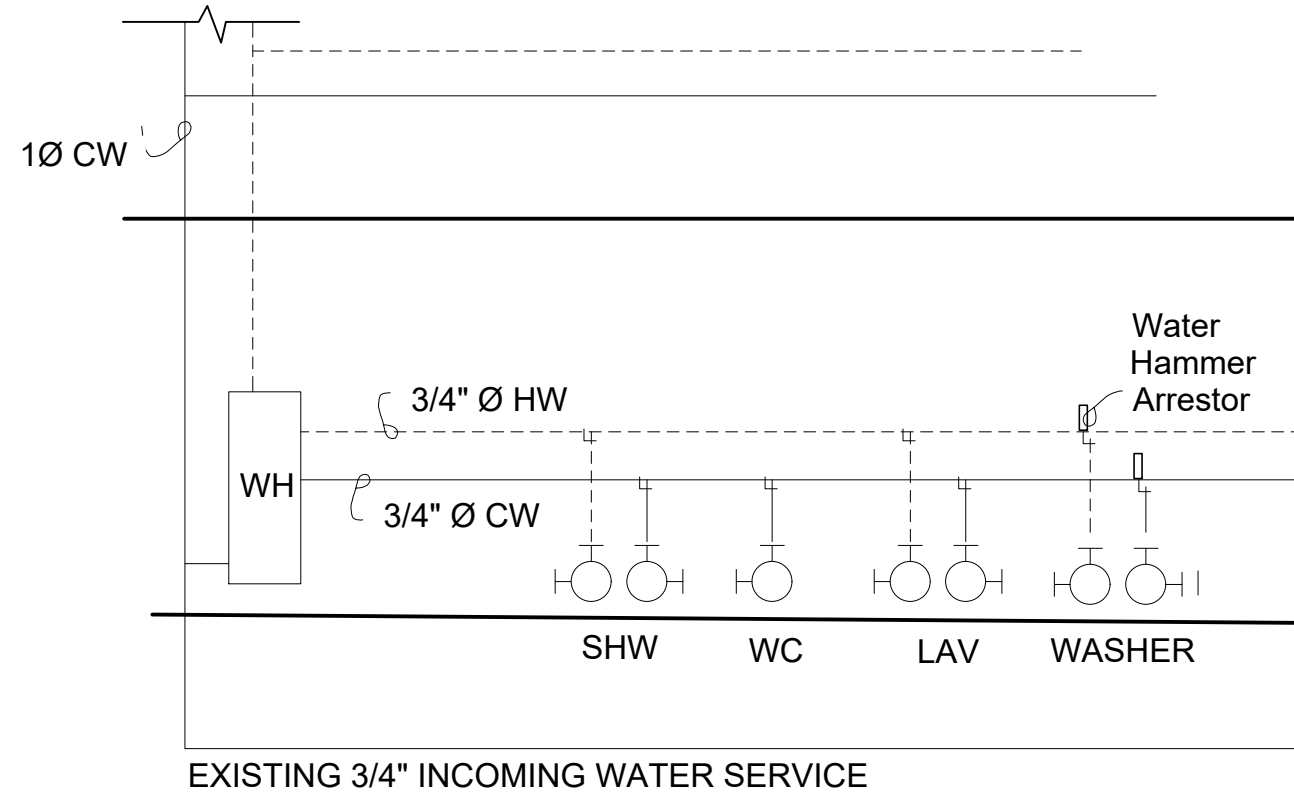 1Ø CW
Water
Hammer
Arrestor
3/4" Ø HW
WH
3/4" Ø CW
SHW
WC
LAV
WASHER
EXISTING 3/4" INCOMING WATER SERVICE